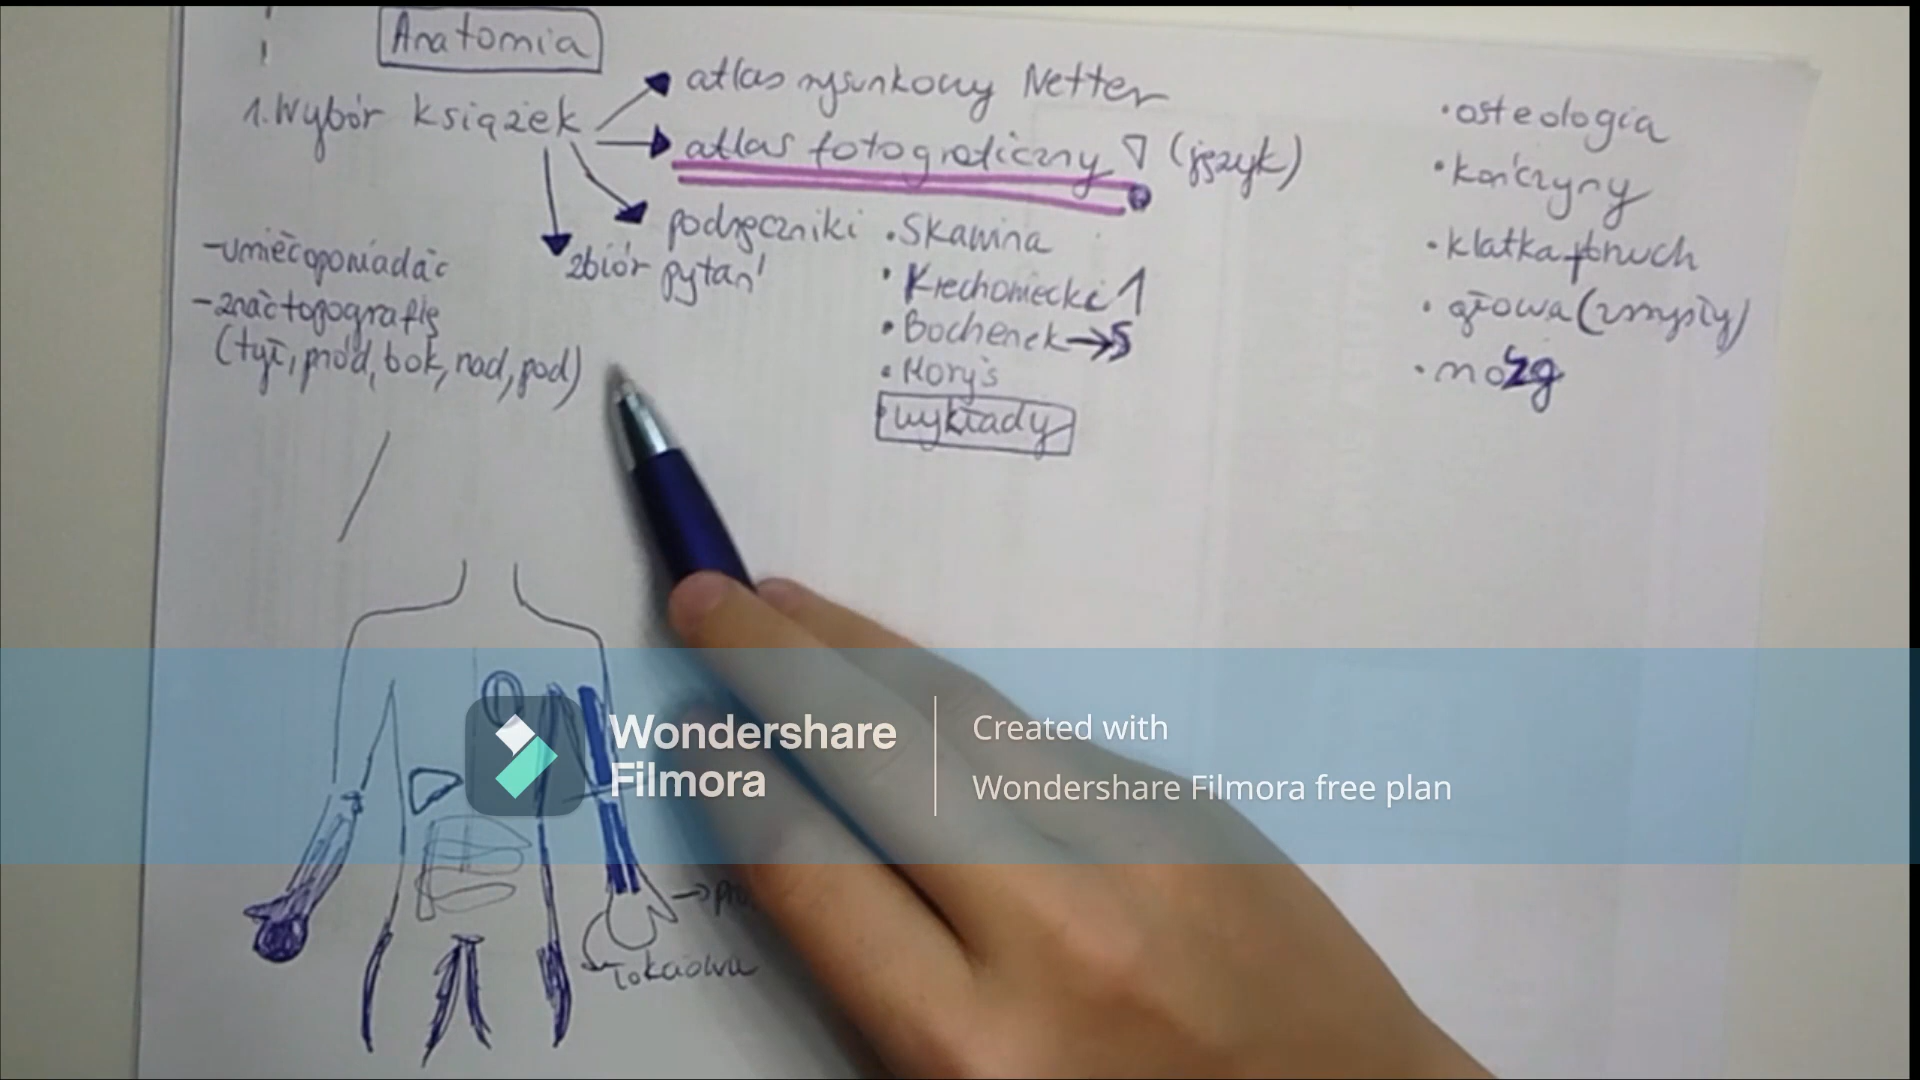 Anatomia
1. Wybór książek
atlas rysunkowy Netter
atlas fotograficzny (język)
podręczniki
• Skawina
• Krechowiecki
• Bochenek → 5
• Moryś
wykłady
zbiór pytań
- umieć opowiadać
- znać topografię
(tył, przód, bok, nad, pod)
• osteologia
• kończyny
• klatka + brzuch
• głowa (zmysły)
• mózg
łokciowa
Wondershare
Filmora
Created with
Wondershare Filmora free plan